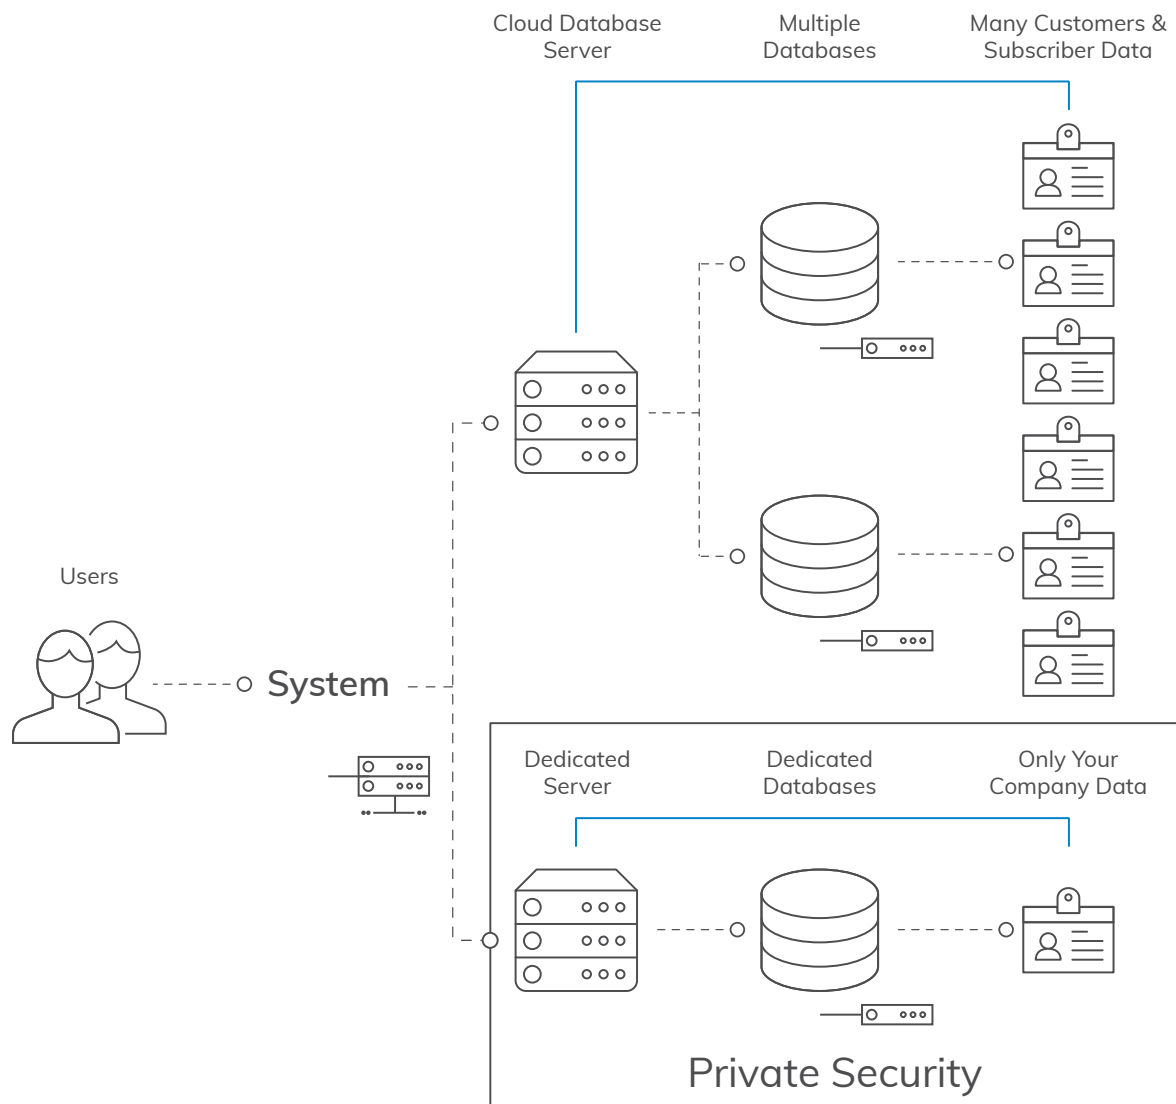 Cloud Database
Server
Multiple
Databases
Many Customers &
Subscriber Data
Users
System
Dedicated
Server
Dedicated
Databases
Only Your
Company Data
Private Security